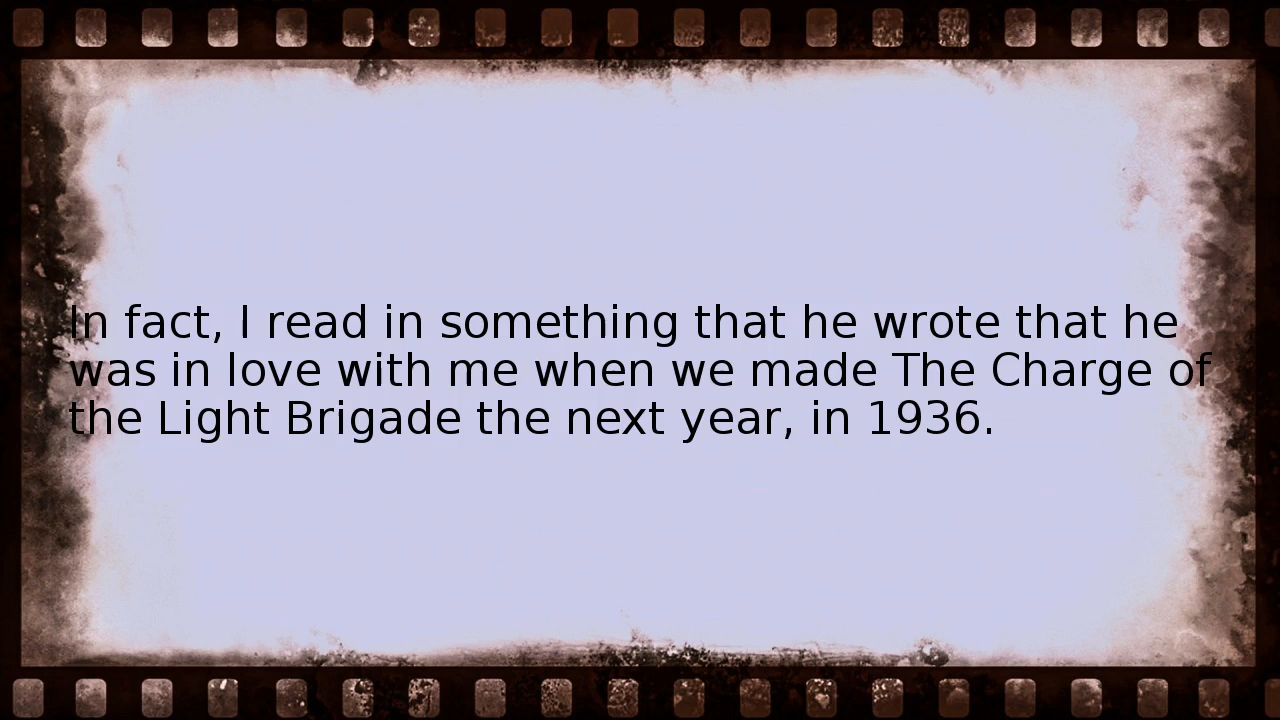 In fact, I read in something that he wrote that he
was in love with me when we made The Charge of
the Light Brigade the next year, in 1936.